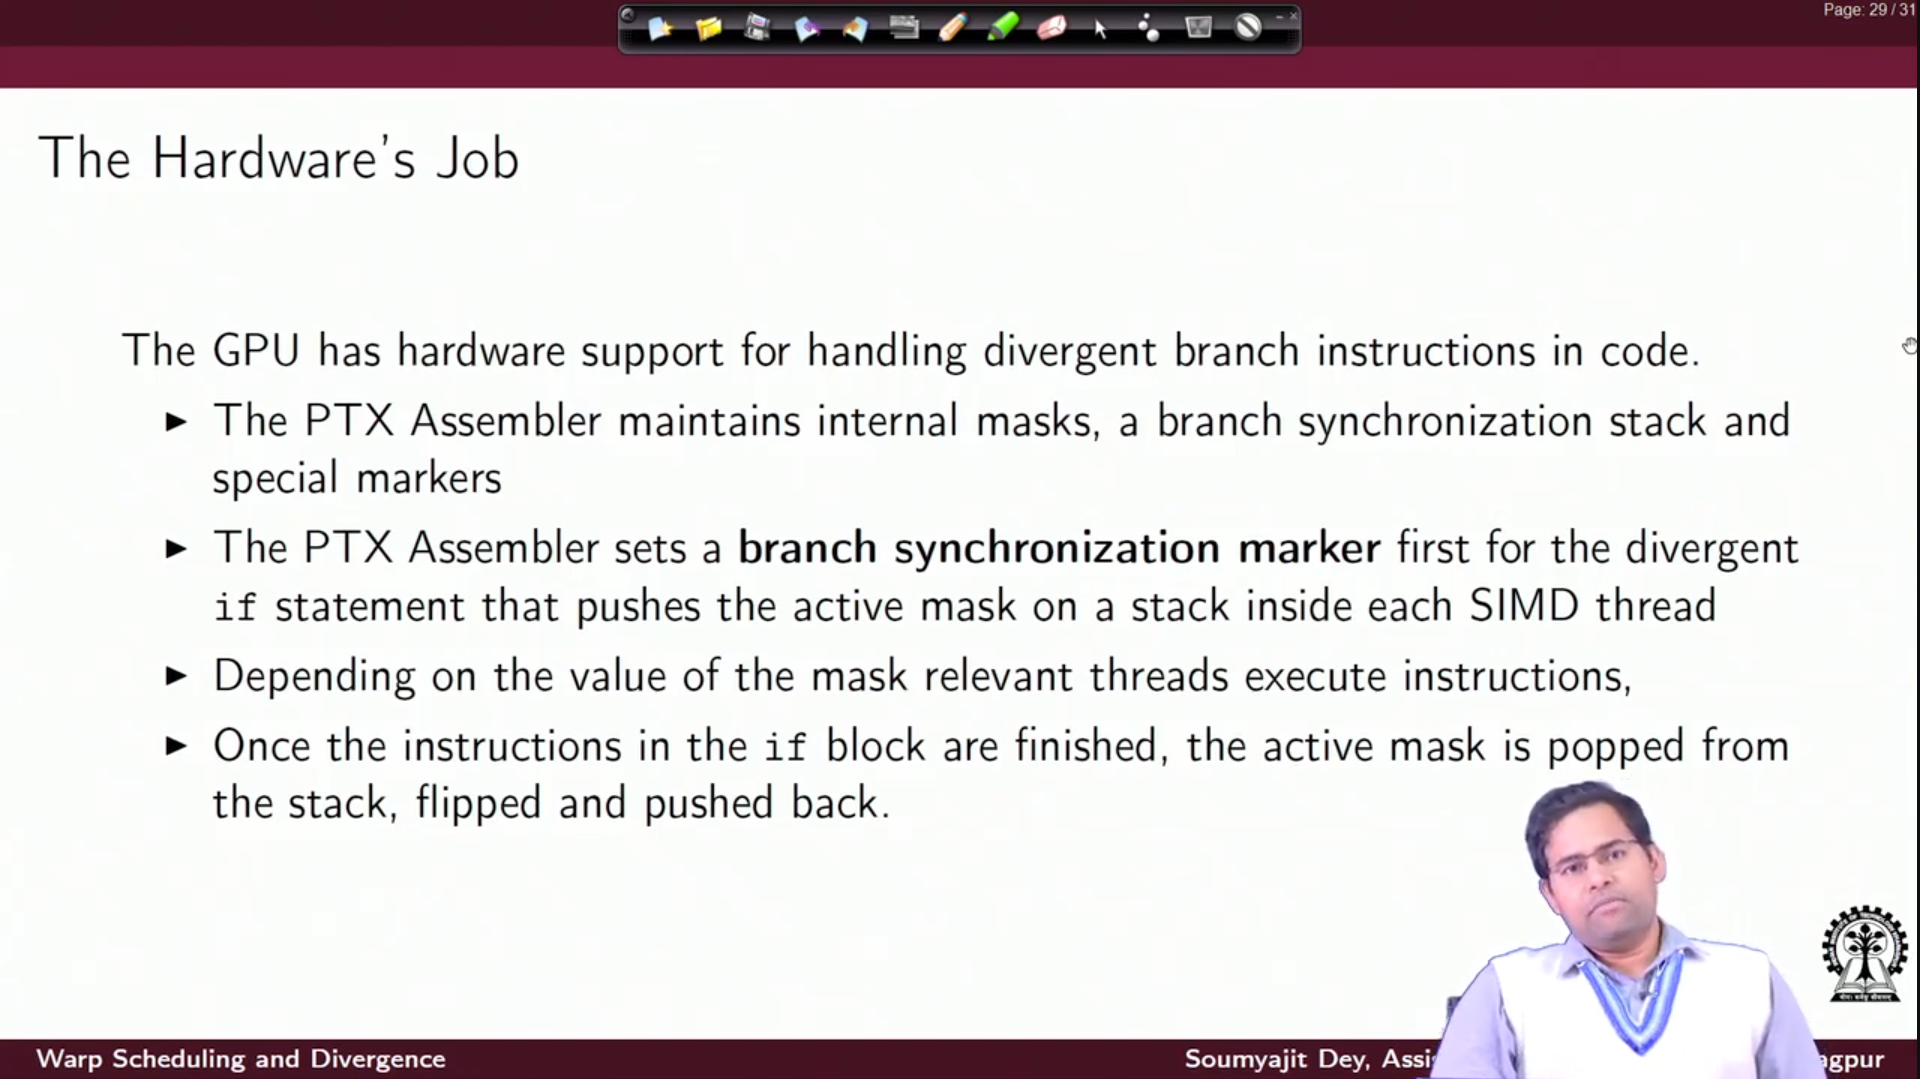 Page: 29 / 31
The Hardware's Job
The GPU has hardware support for handling divergent branch instructions in code.
▶ The PTX Assembler maintains internal masks, a branch synchronization stack and
special markers
▶ The PTX Assembler sets a branch synchronization marker first for the divergent
if statement that pushes the active mask on a stack inside each SIMD thread
▶ Depending on the value of the mask relevant threads execute instructions,
▶ Once the instructions in the if block are finished, the active mask is popped from
the stack, flipped and pushed back.
Warp Scheduling and Divergence
Soumyajit Dey, Assi
agpur